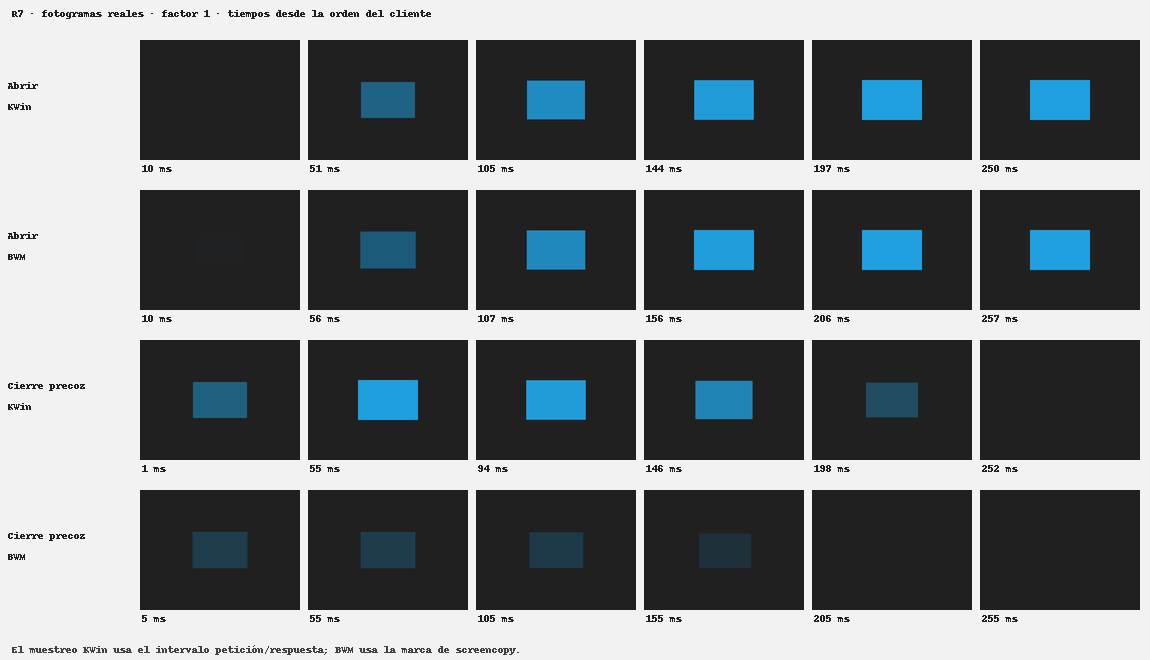 R7 · fotogramas reales · factor 1 · tiempos desde la orden del cliente
Abrir
KWin
10 ms
51 ms
105 ms
144 ms
197 ms
250 ms
Abrir
BWM
10 ms
56 ms
107 ms
156 ms
206 ms
257 ms
Cierre precoz
KWin
1 ms
55 ms
94 ms
146 ms
198 ms
252 ms
Cierre precoz
BWM
5 ms
55 ms
105 ms
155 ms
205 ms
255 ms
El muestreo KWin usa el intervalo petición/respuesta; BWM usa la marca de screencopy.